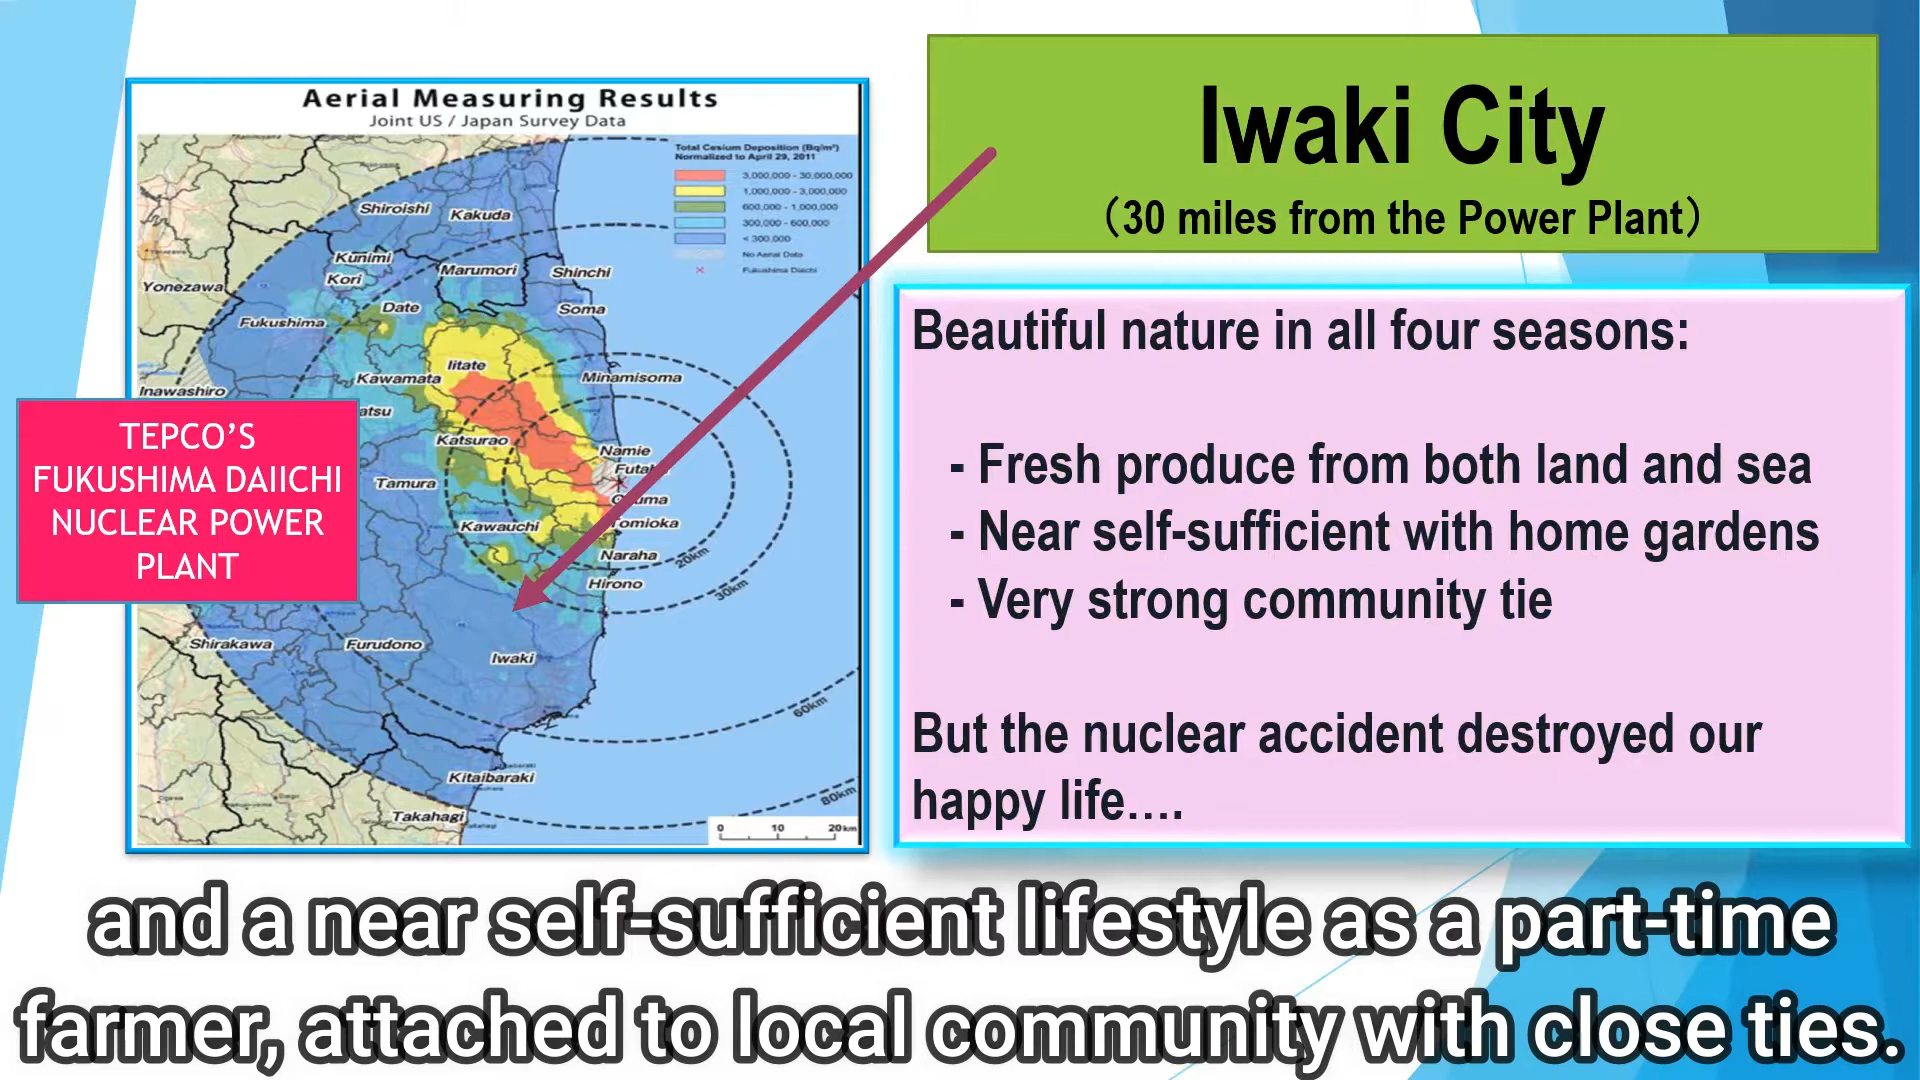 Aerial Measuring Results
Joint US / Japan Survey Data
Total Cesium Deposition (Bq/m²)
Normalized to April 29, 2011
3,000,000 - 30,000,000
1,000,000 - 3,000,000
600,000 - 1,000,000
300,000 - 600,000
< 300,000
No Aerial Data
Fukushima Daiichi
Shiroishi
Kakuda
Kunimi
Kori
Marumori
Shinchi
Yonezawa
Date
Soma
Fukushima
Iitate
Kawamata
Minamisoma
Inawashiro
atsu
Katsurao
Namie
Tamura
Kawauchi
Tomioka
Naraha
20km
Hirono
30km
Shirakawa
Furudono
Iwaki
60km
Kitaibaraki
80km
Takahagi
0 10 20km
TEPCO'S
FUKUSHIMA DAIICHI
NUCLEAR POWER
PLANT
Iwaki City
（30 miles from the Power Plant）
Beautiful nature in all four seasons:
- Fresh produce from both land and sea
- Near self-sufficient with home gardens
- Very strong community tie
But the nuclear accident destroyed our
happy life….
and a near self-sufficient lifestyle as a part-time
farmer, attached to local community with close ties.